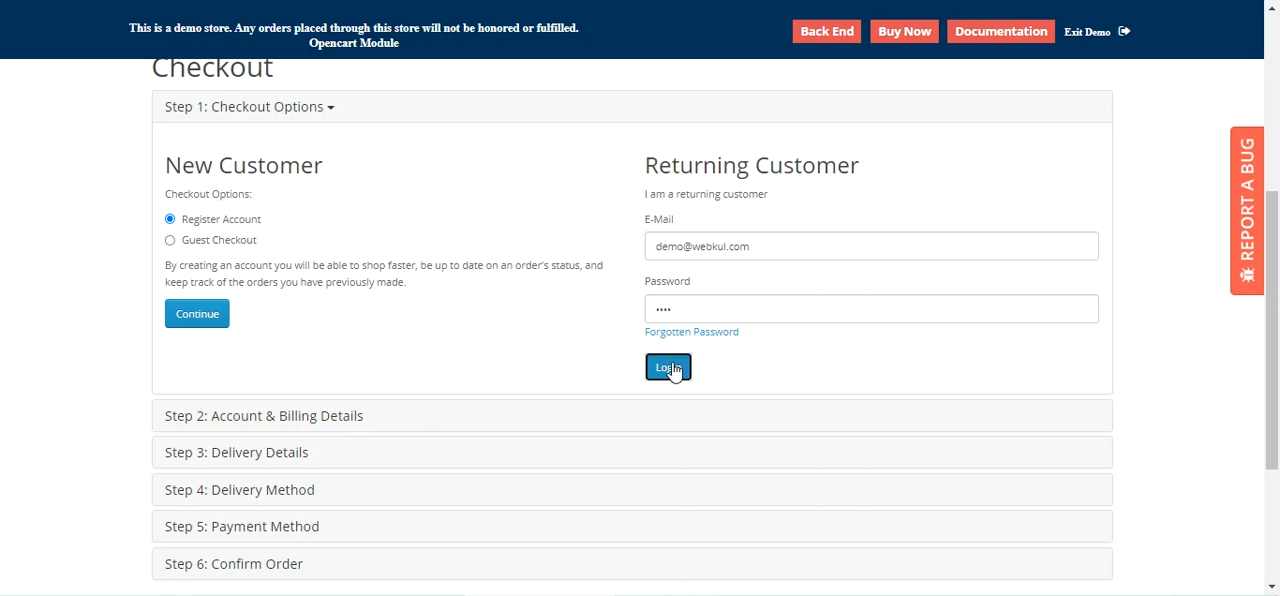 This is a demo store. Any orders placed through this store will not be honored or fulfilled.
Opencart Module
Back End
Buy Now
Documentation
Exit Demo
Checkout
Step 1: Checkout Options
New Customer
Checkout Options:
Register Account
Guest Checkout
By creating an account you will be able to shop faster, be up to date on an order's status, and
keep track of the orders you have previously made.
Continue
Returning Customer
I am a returning customer
E-Mail
demo@webkul.com
Password
••••
Forgotten Password
Login
Step 2: Account & Billing Details
Step 3: Delivery Details
Step 4: Delivery Method
Step 5: Payment Method
Step 6: Confirm Order
REPORT A BUG